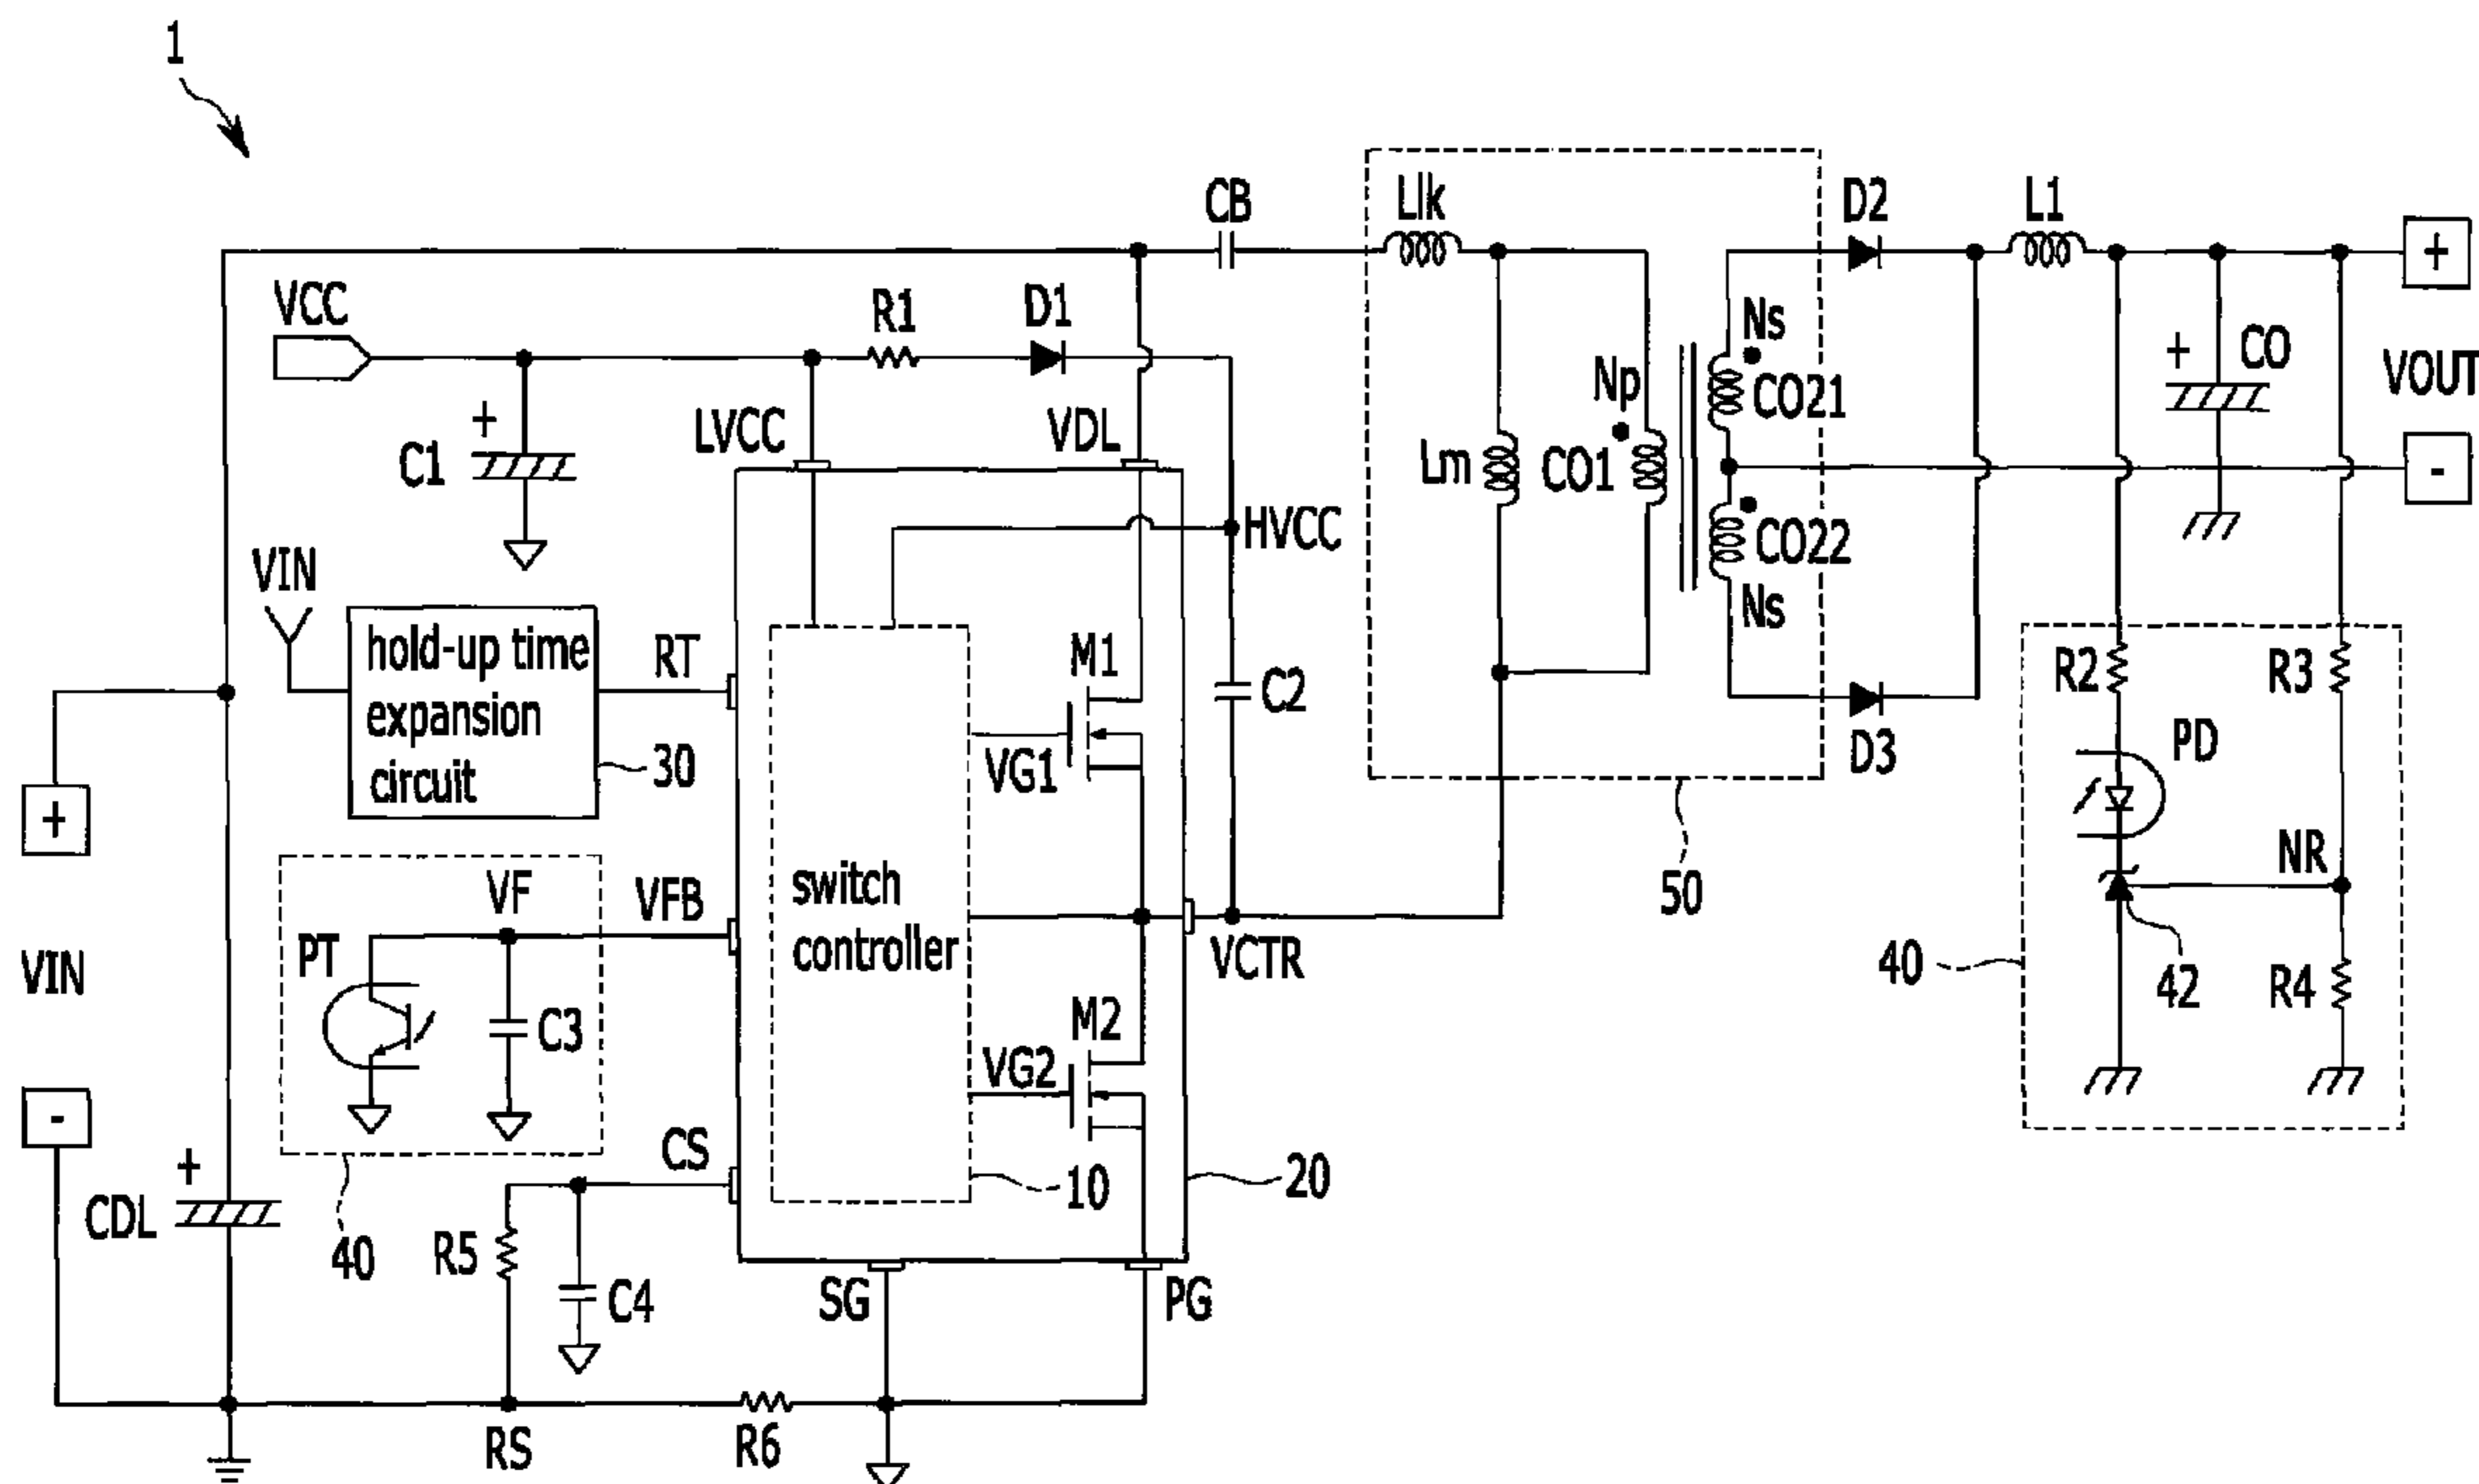 1
CB
Llk
D2
L1
+
VCC
R1
D1
Ns
+
CO
VOUT
Np
CO21
+
C1
LVCC
VDL
Lm
CO1
-
HVCC
CO22
VIN
Ns
hold-up time
expansion
circuit
RT
M1
C2
R2
R3
30
VG1
D3
PD
+
NR
VF
VFB
switch
controller
50
PT
VCTR
40
42
R4
VIN
C3
M2
VG2
-
CS
10
20
+
CDL
40
R5
C4
SG
PG
RS
R6